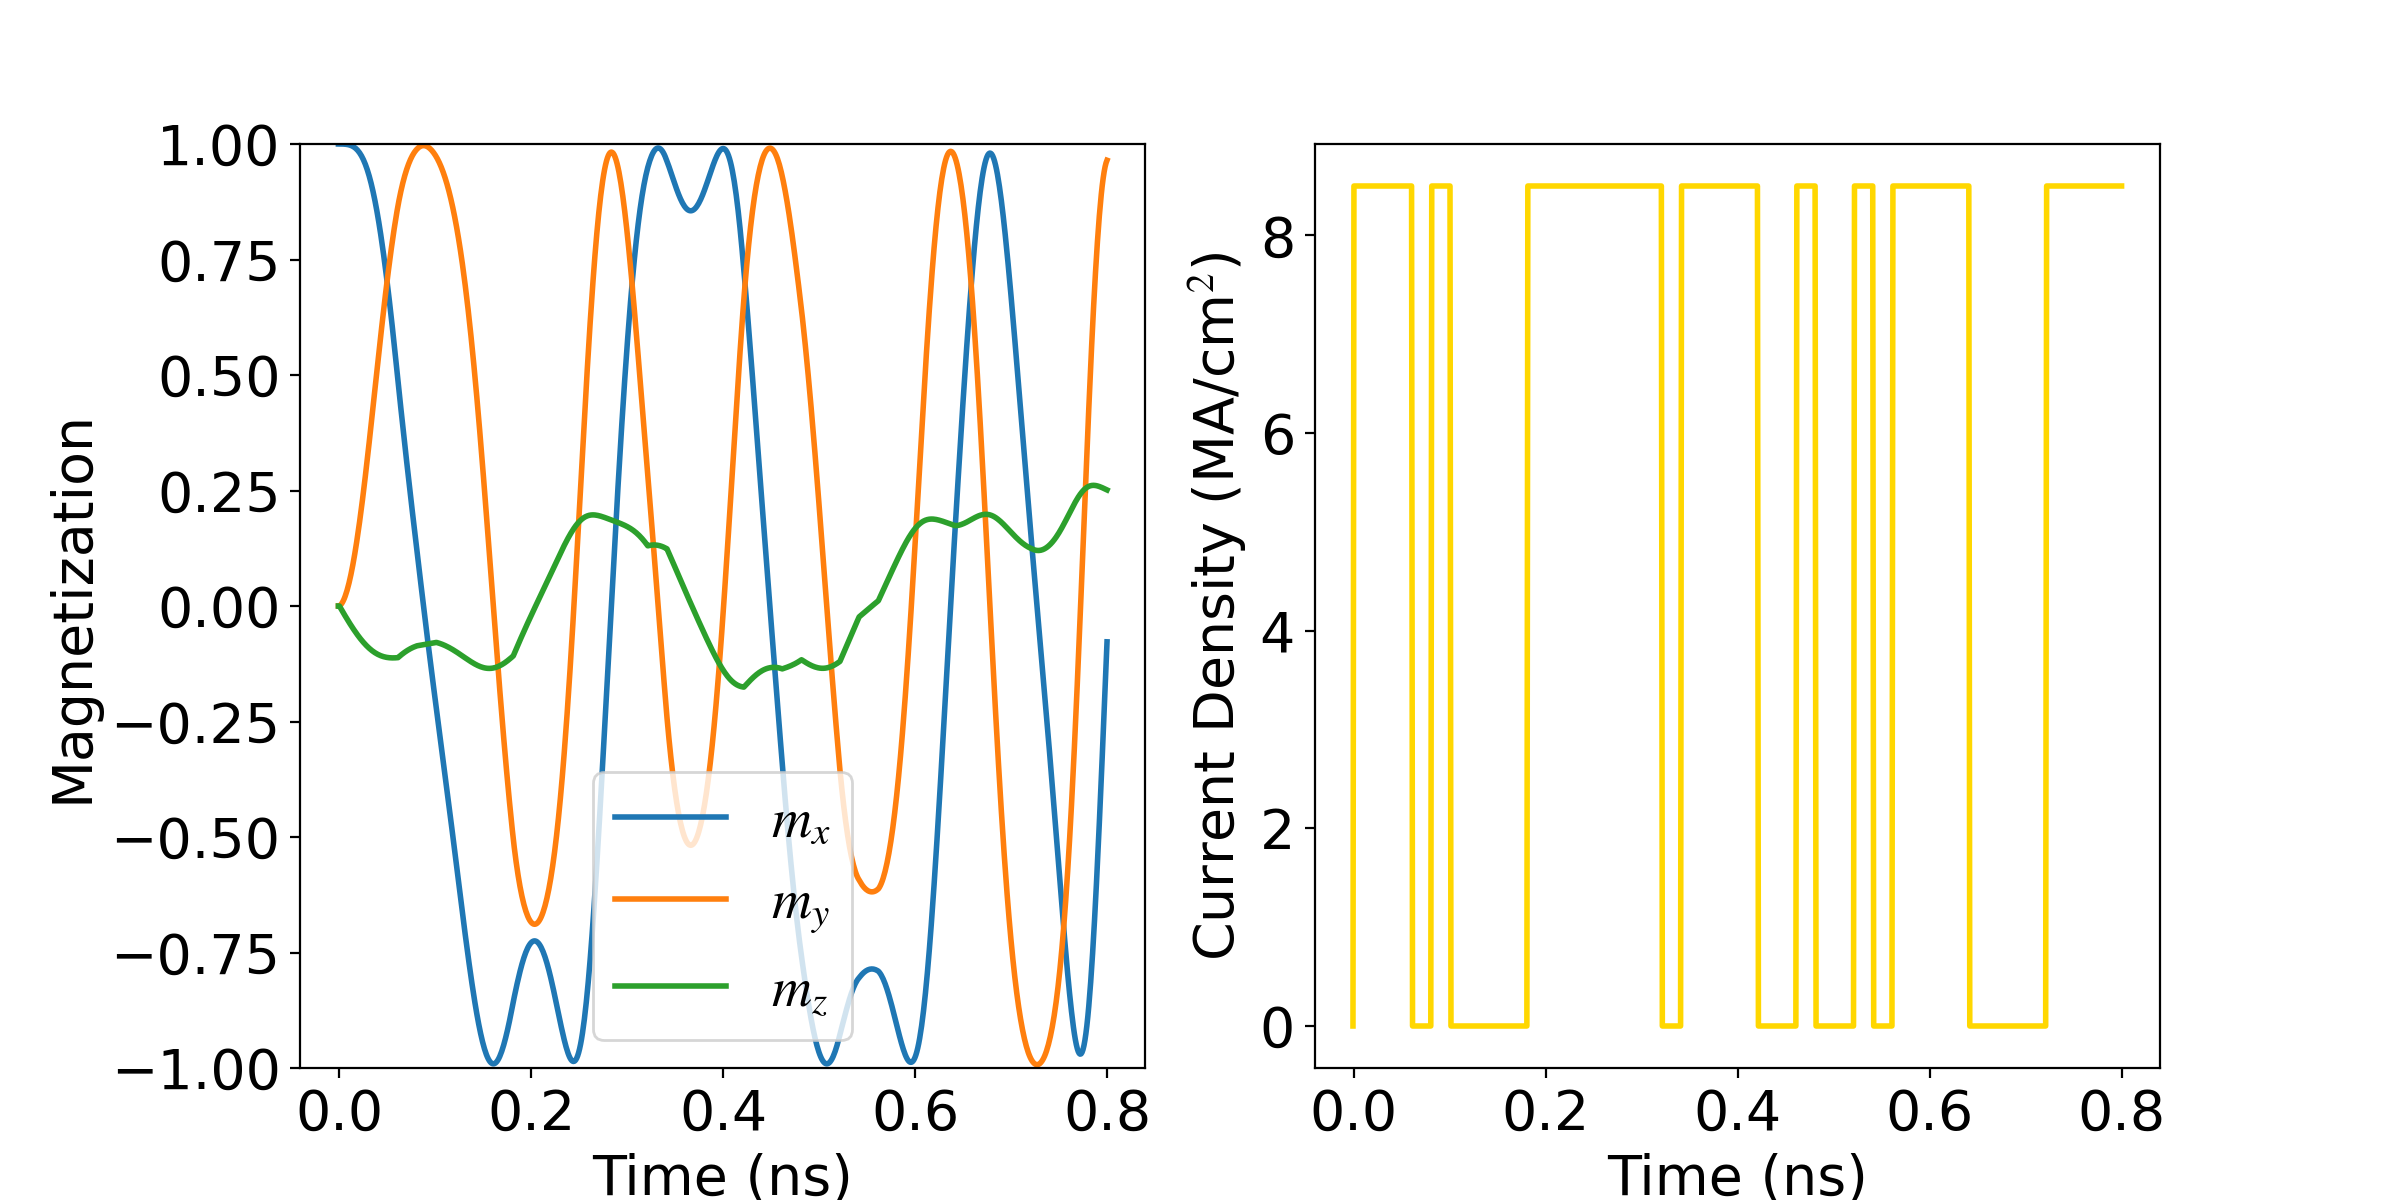 Magnetization
1.00
0.75
0.50
0.25
0.00
−0.25
−0.50
−0.75
−1.00
0.0 0.2 0.4 0.6 0.8
Time (ns)
m_x
m_y
m_z
Current Density (MA/cm²)
8
6
4
2
0
0.0 0.2 0.4 0.6 0.8
Time (ns)